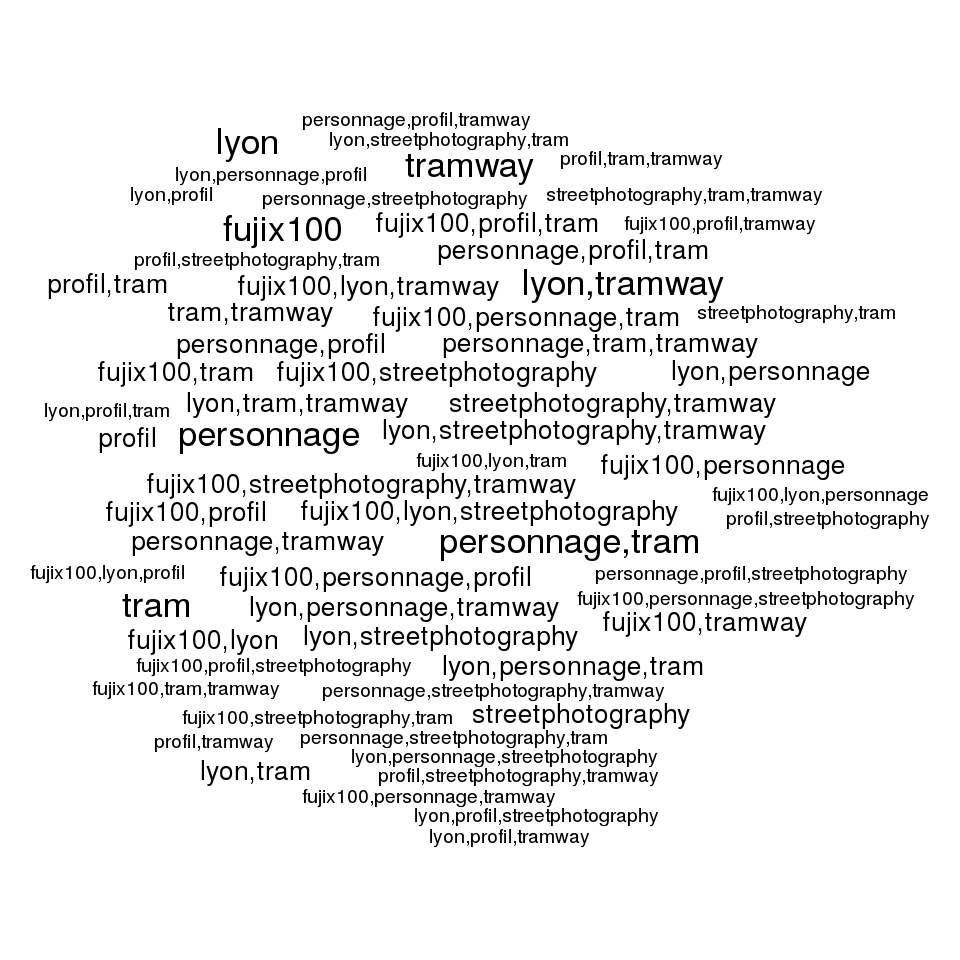 personnage,profil,tramway
lyon lyon,streetphotography,tram
tramway profil,tram,tramway
lyon,personnage,profil
lyon,profil personnage,streetphotography streetphotography,tram,tramway
fujix100 fujix100,profil,tram fujix100,profil,tramway
personnage,profil,tram
profil,streetphotography,tram
profil,tram fujix100,lyon,tramway lyon,tramway
tram,tramway fujix100,personnage,tram streetphotography,tram
personnage,profil personnage,tram,tramway
fujix100,tram fujix100,streetphotography lyon,personnage
lyon,profil,tram lyon,tram,tramway streetphotography,tramway
profil personnage lyon,streetphotography,tramway
fujix100,lyon,tram fujix100,personnage
fujix100,streetphotography,tramway fujix100,lyon,personnage
fujix100,profil fujix100,lyon,streetphotography profil,streetphotography
personnage,tramway personnage,tram
fujix100,lyon,profil fujix100,personnage,profil personnage,profil,streetphotography
tram lyon,personnage,tramway fujix100,personnage,streetphotography
fujix100,tramway
fujix100,lyon lyon,streetphotography
fujix100,profil,streetphotography lyon,personnage,tram
fujix100,tram,tramway personnage,streetphotography,tramway
fujix100,streetphotography,tram streetphotography
profil,tramway personnage,streetphotography,tram
lyon,personnage,streetphotography
lyon,tram profil,streetphotography,tramway
fujix100,personnage,tramway
lyon,profil,streetphotography
lyon,profil,tramway